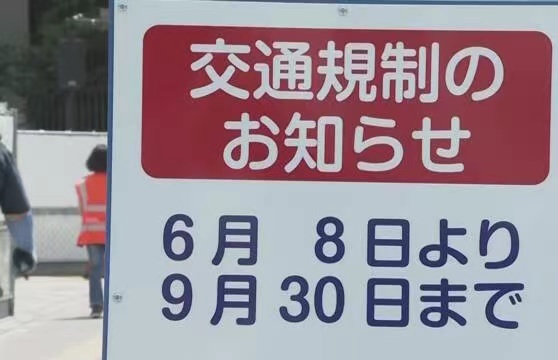 交通規制の
お知らせ
6月 8日より
9月30日まで